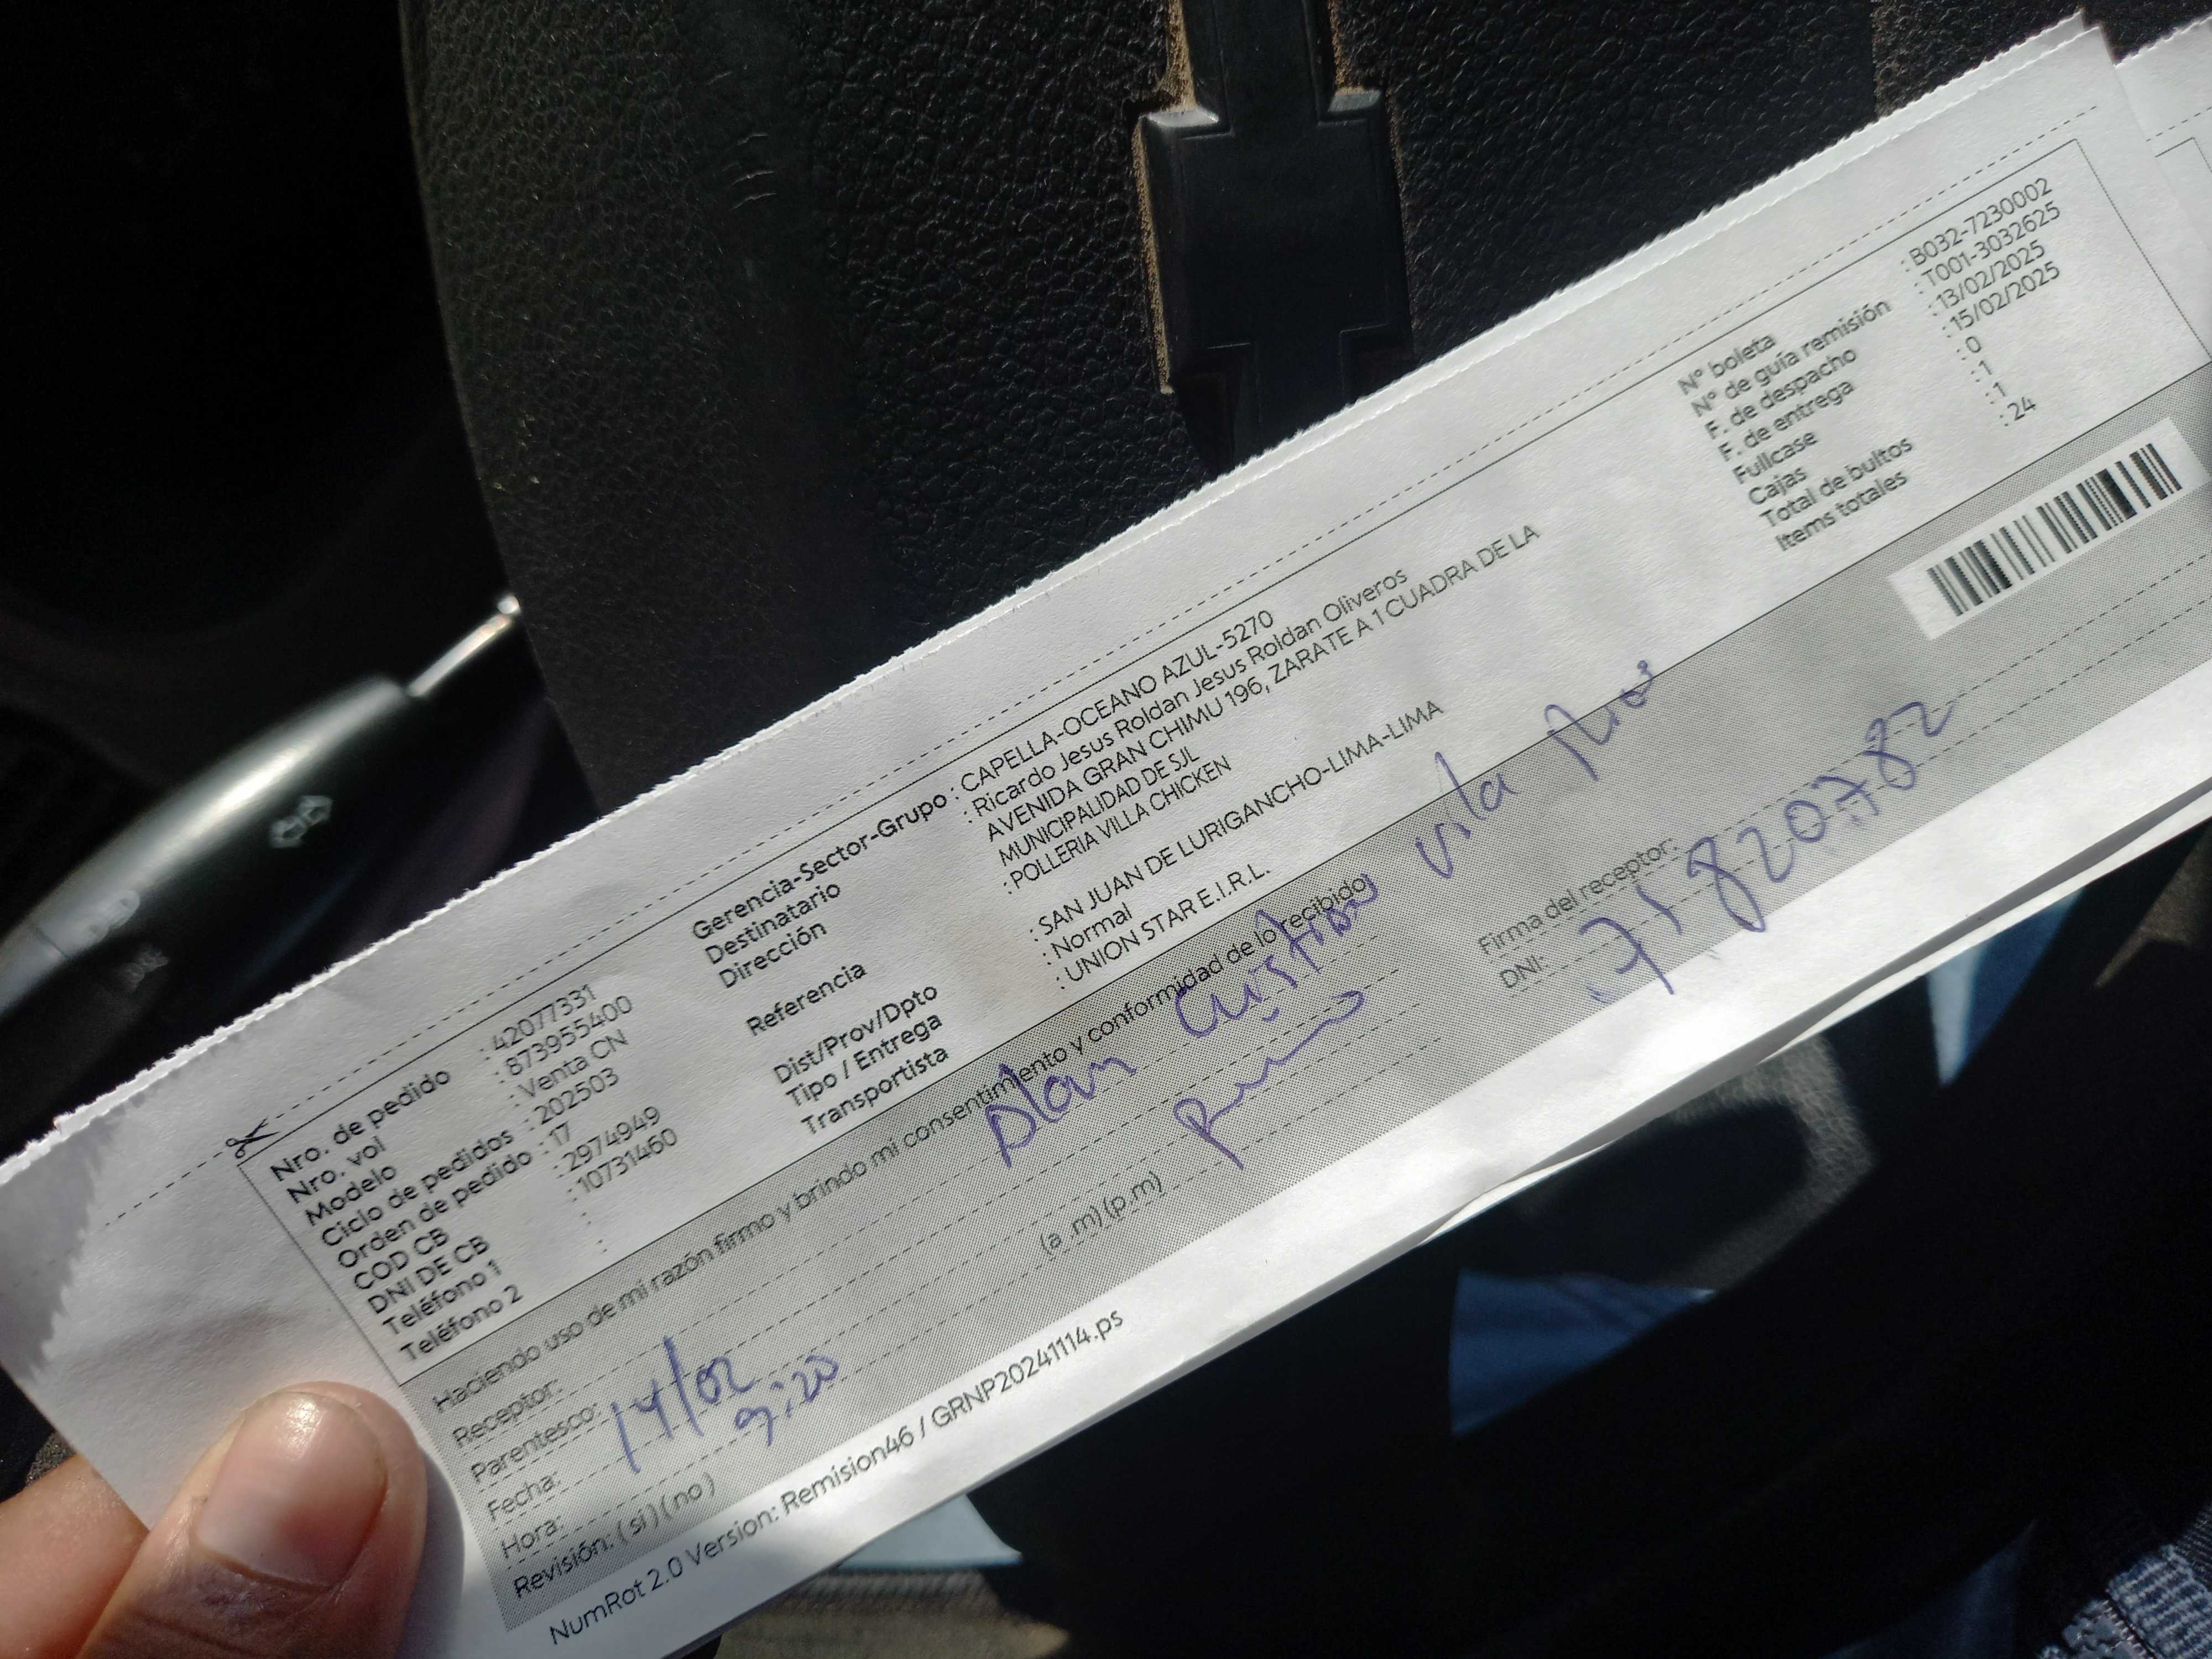 Nro. de pedido : 42077331
Nro. vol : 873955400
Modelo : Venta CN
Ciclo de pedidos : 202503
Orden de pedido : 17
COD CB : 2974949
DNI DE CB : 10731460
Teléfono 1 :
Teléfono 2 :
Gerencia-Sector-Grupo : CAPELLA-OCEANO AZUL-5270
Destinatario : Ricardo Jesus Roldan Jesus Roldan Oliveros
Dirección AVENIDA GRAN CHIMU 196, ZARATE A 1 CUADRA DE LA
MUNICIPALIDAD DE SJL
Referencia : POLLERIA VILLA CHICKEN
Dist/Prov/Dpto : SAN JUAN DE LURIGANCHO-LIMA-LIMA
Tipo / Entrega : Normal
Transportista : UNION STAR E.I.R.L.
N° boleta : B032-7230002
N° de guía remisión : T001-3032625
F. de despacho : 13/02/2025
F. de entrega : 15/02/2025
Fullcase : 0
Cajas : 1
Total de bultos : 1
Items totales : 24
Haciendo uso de mi razón firmo y brindo mi consentimiento y conformidad de lo recibido
Receptor: Vila
Parentesco:
Fecha: 14/02
Hora: 9:20 (a .m) (p.m)
Revisión: ( si ) ( no )
Firma del receptor:
DNI: 71820782
NumRot 2.0 Version: Remision46 / GRNP20241114.ps